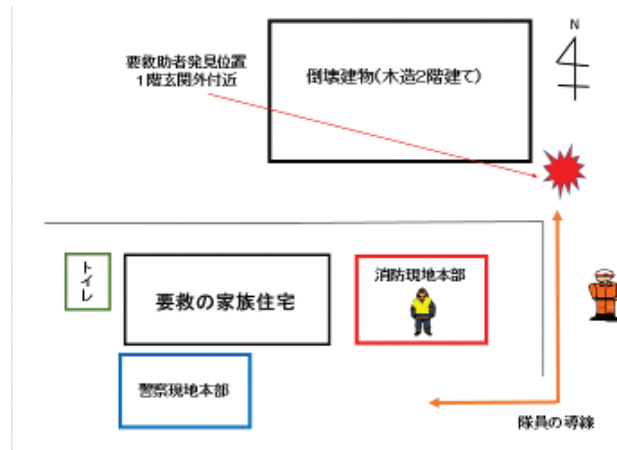 N
要救助者発見位置
1階玄関外付近
倒壊建物(木造2階建て)
トイレ
要救の家族住宅
消防現地本部
警察現地本部
隊員の導線